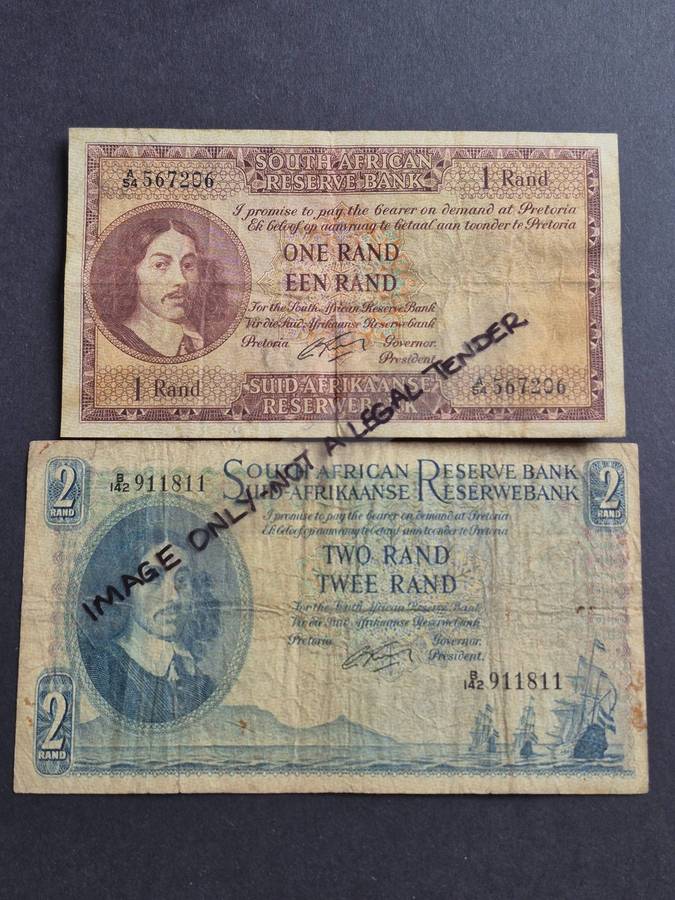 SOUTH AFRICAN
RESERVE BANK
A/54 567206
1 Rand
I promise to pay the bearer on demand at Pretoria
Ek beloof op aanvraag te betaal aan toonder te Pretoria
ONE RAND
EEN RAND
For the South African Reserve Bank
Vir die Suid-Afrikaanse Reserwebank
Pretoria
Governor.
President.
1 Rand
SUID-AFRIKAANSE
RESERWEBANK
A/54 567206
IMAGE ONLY-NOT A LEGAL TENDER
2
RAND
B/142 911811
SOUTH AFRICAN RESERVE BANK
SUID-AFRIKAANSE RESERWEBANK
2
RAND
I promise to pay the bearer on demand at Pretoria
Ek beloof op aanvraag te betaal aan toonder te Pretoria
TWO RAND
TWEE RAND
For the South African Reserve Bank.
Vir die Suid-Afrikaanse Reserwebank
Pretoria
Governor.
President.
B/142 911811
2
RAND